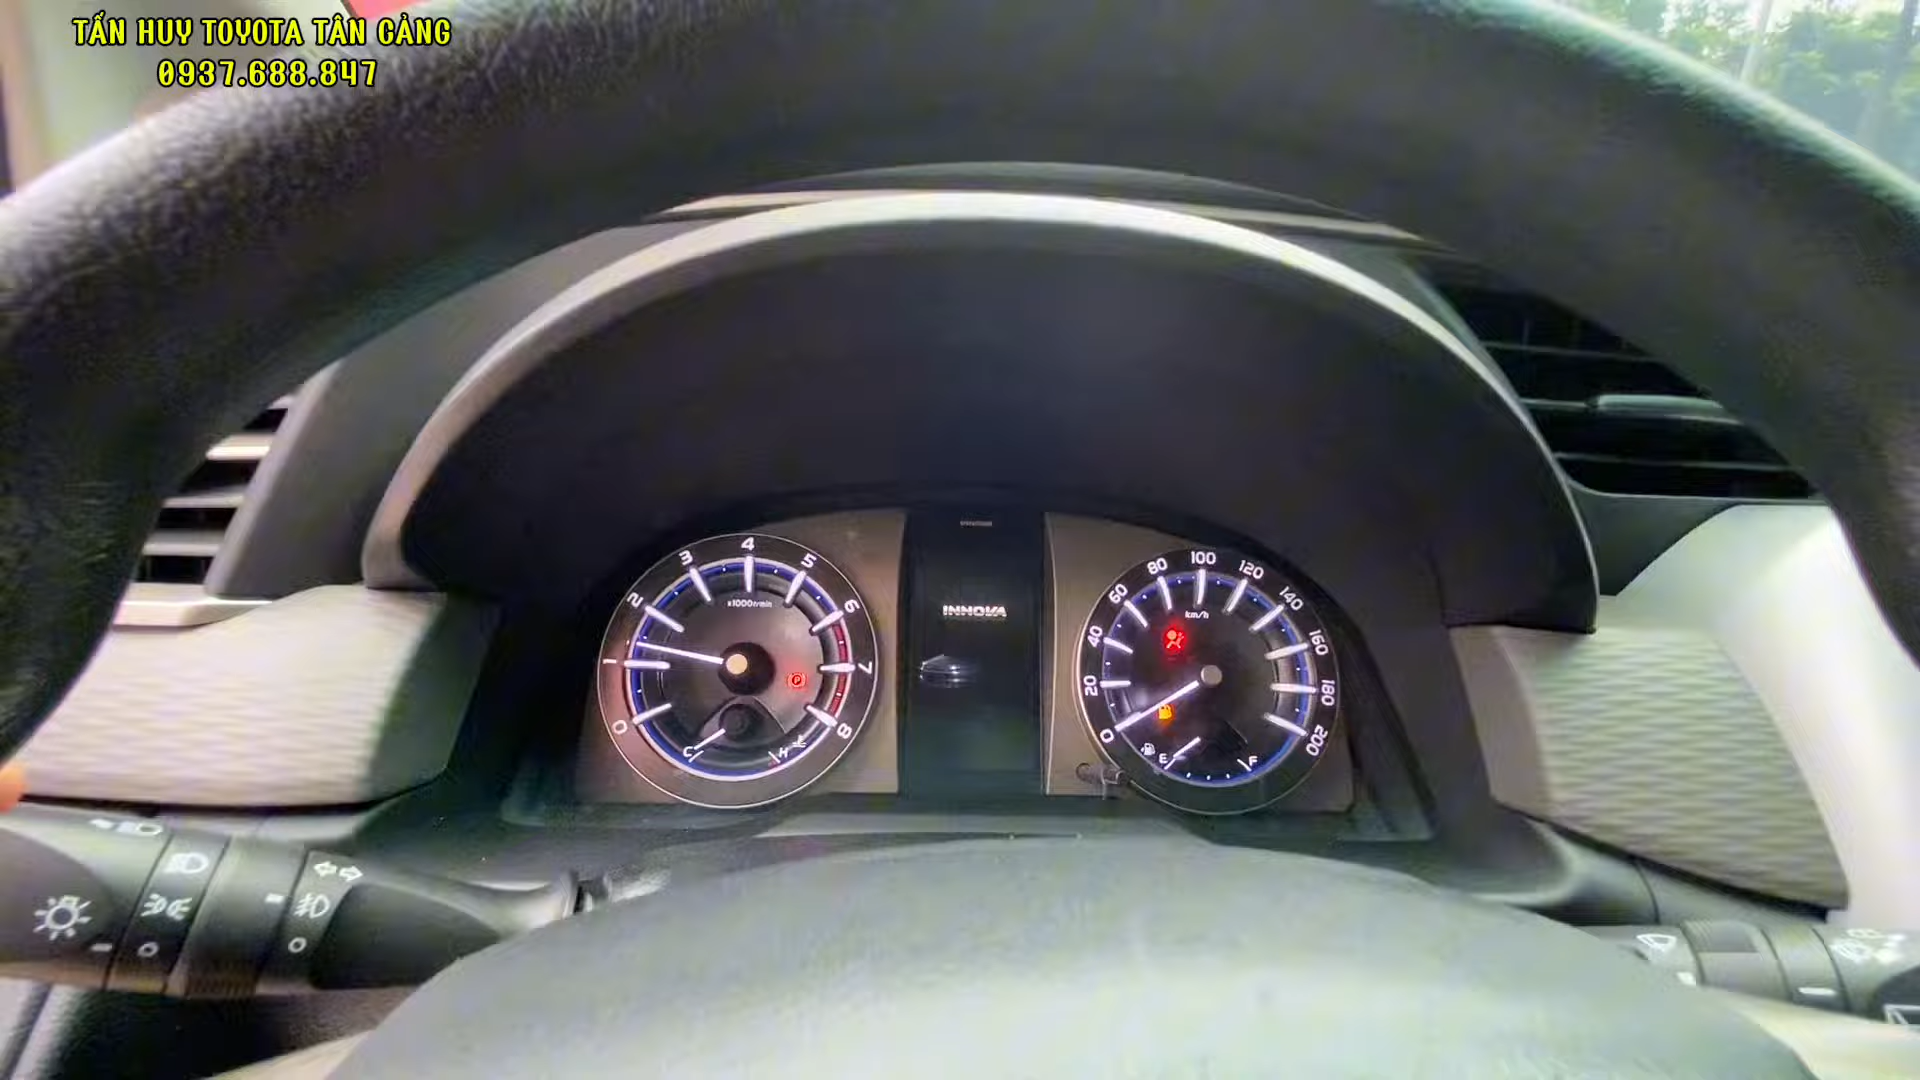 TẤN HUY TOYOTA TÂN CẢNG
0937.688.847
INNOVA
0 1 2 3 4 5 6 7 8
x1000r/min
C H
0 20 40 60 80 100 120 140 160 180 200
km/h
E F